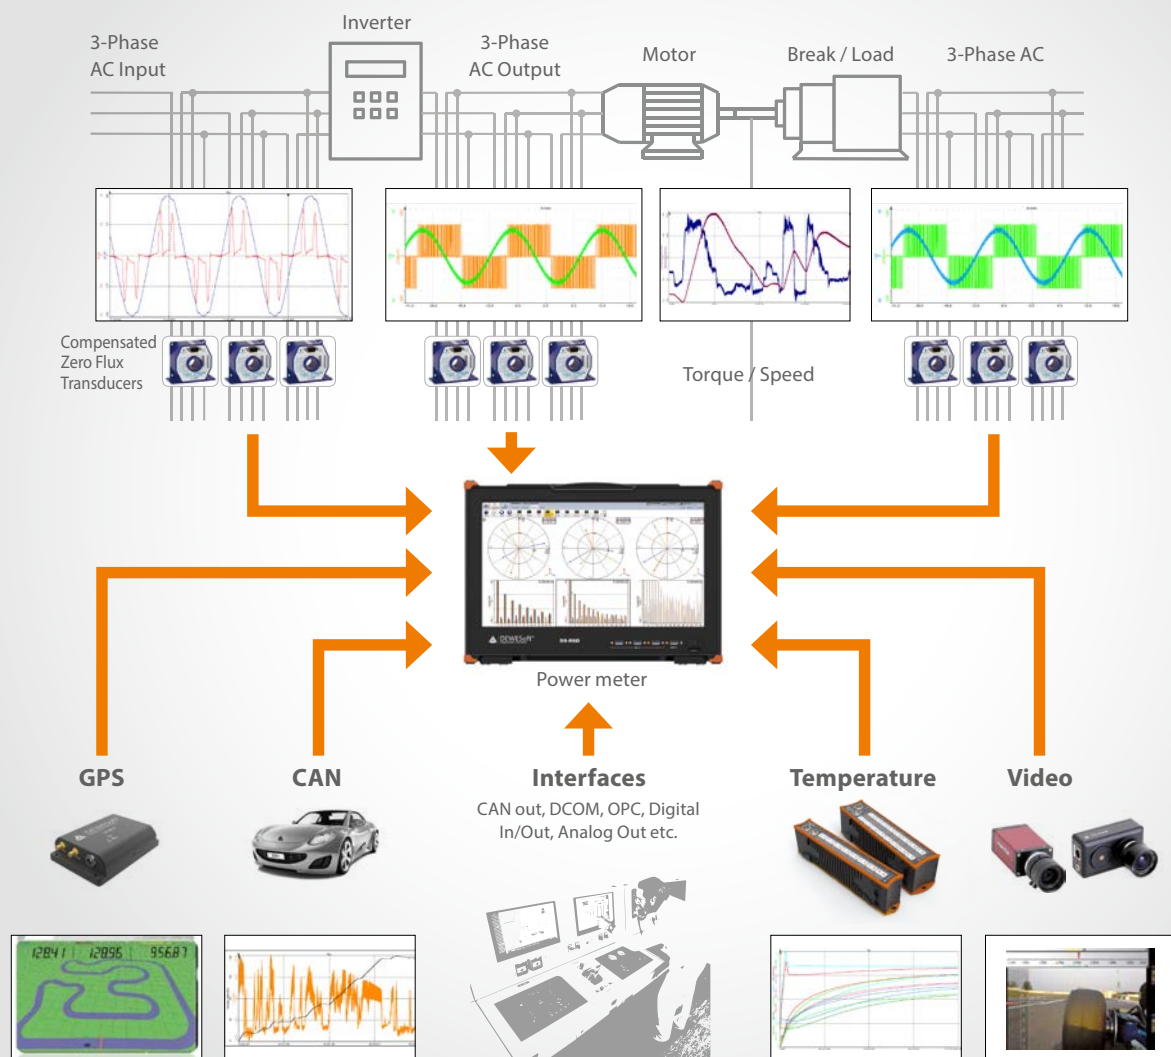 Inverter
3-Phase
AC Input
3-Phase
AC Output
Motor
Break / Load
3-Phase AC
Compensated
Zero Flux
Transducers
Torque / Speed
DEWESoft
Power meter
GPS
CAN
Interfaces
Temperature
Video
CAN out, DCOM, OPC, Digital
In/Out, Analog Out etc.
128.41 128.96 956.87